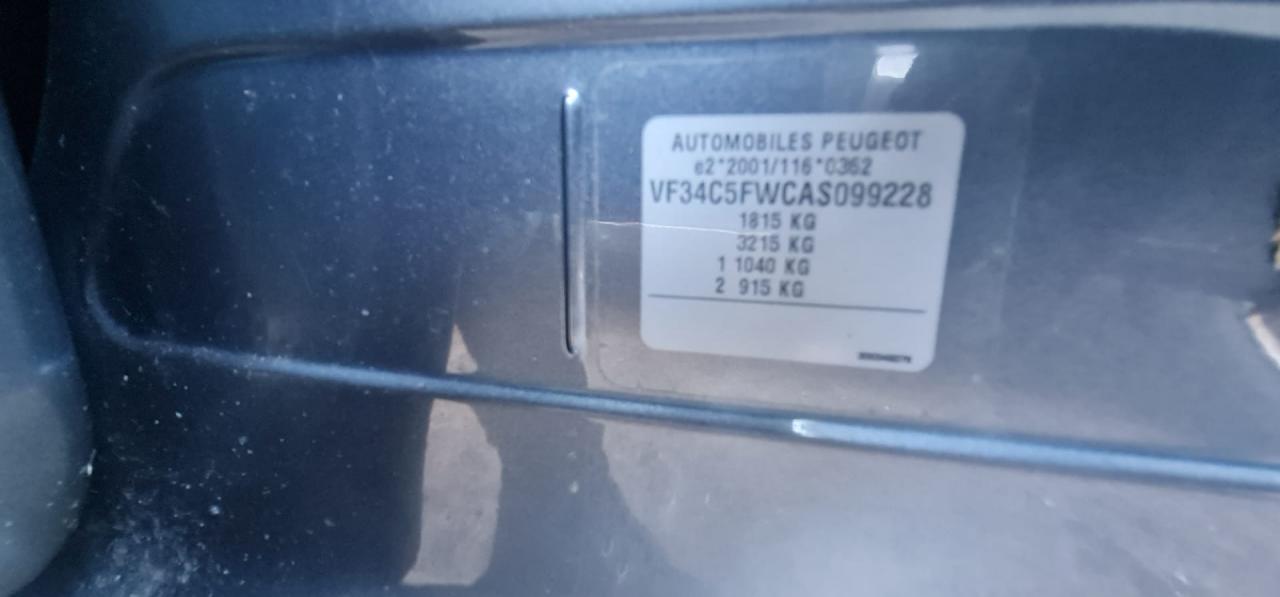 AUTOMOBILES PEUGEOT
e2*2001/116*0362
VF34C5FWCAS099228
1815 KG
3215 KG
1 1040 KG
2 915 KG